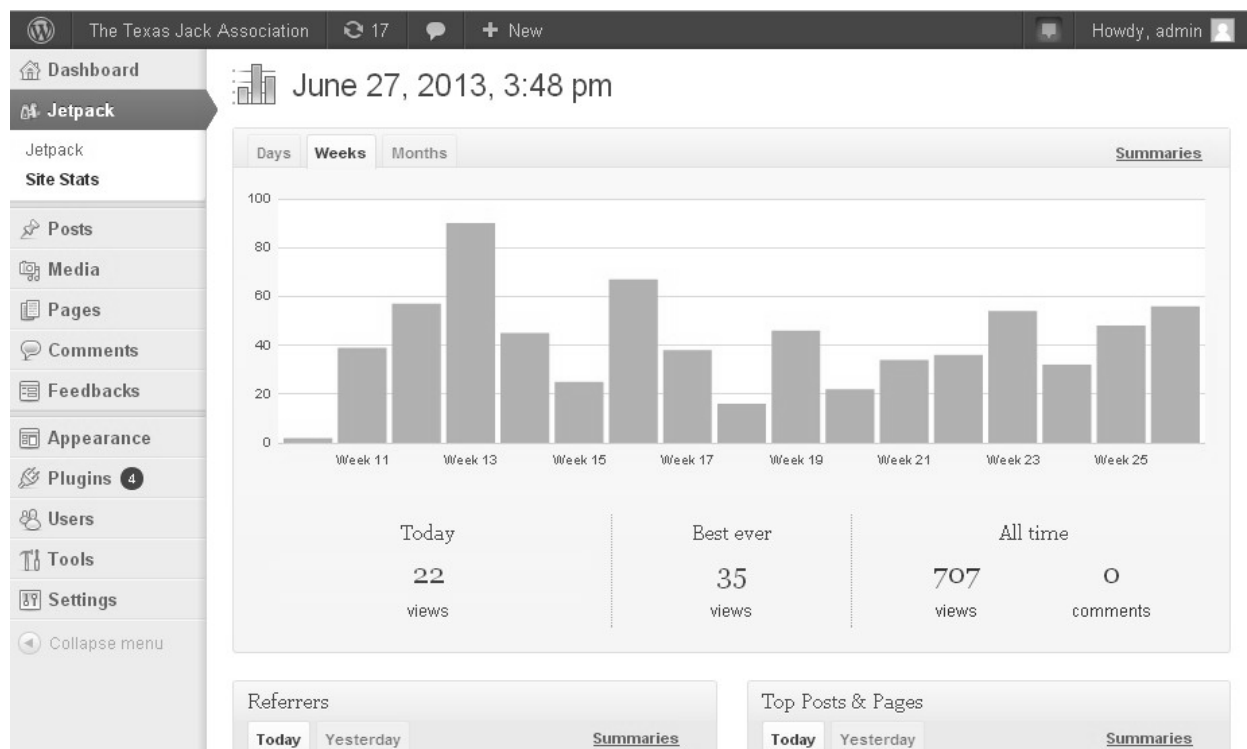 The Texas Jack Association 17 New Howdy, admin
Dashboard
Jetpack
Jetpack
Site Stats
Posts
Media
Pages
Comments
Feedbacks
Appearance
Plugins 4
Users
Tools
Settings
Collapse menu
June 27, 2013, 3:48 pm
Days Weeks Months Summaries
100
80
60
40
20
0
Week 11 Week 13 Week 15 Week 17 Week 19 Week 21 Week 23 Week 25
Today Best ever All time
22 35 707 0
views views views comments
Referrers
Today Yesterday Summaries
Top Posts & Pages
Today Yesterday Summaries